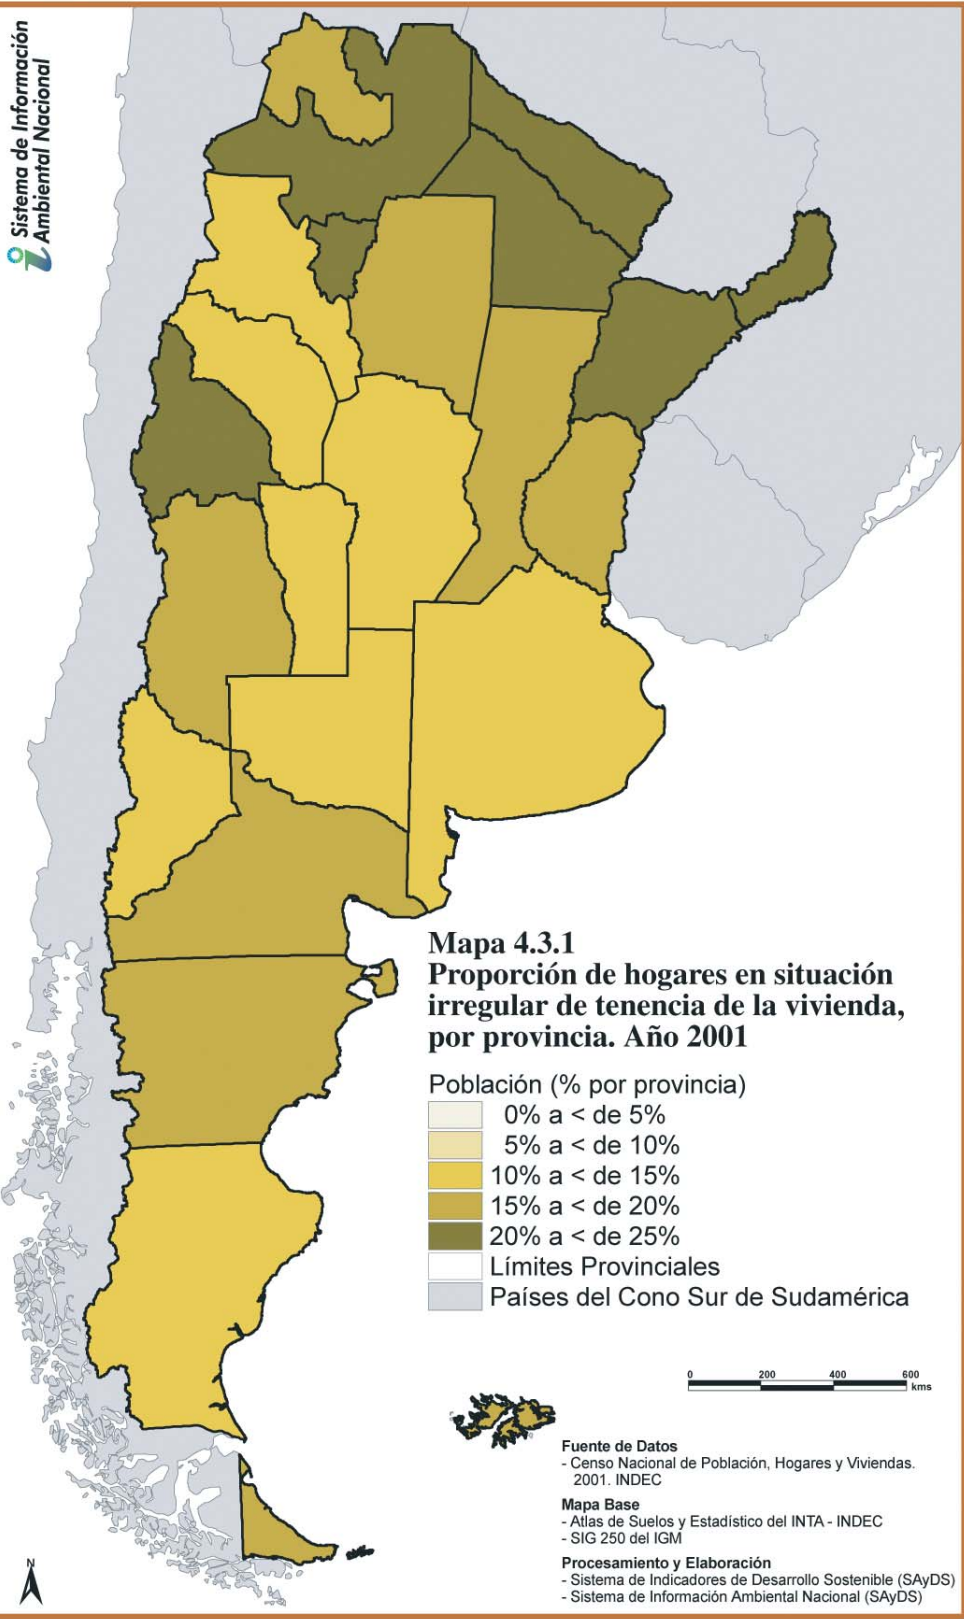 Sistema de Información
Ambiental Nacional
Mapa 4.3.1
Proporción de hogares en situación
irregular de tenencia de la vivienda,
por provincia. Año 2001
Población (% por provincia)
0% a < de 5%
5% a < de 10%
10% a < de 15%
15% a < de 20%
20% a < de 25%
Límites Provinciales
Países del Cono Sur de Sudamérica
0 200 400 600
kms
Fuente de Datos
- Censo Nacional de Población, Hogares y Viviendas.
2001. INDEC
Mapa Base
- Atlas de Suelos y Estadístico del INTA - INDEC
- SIG 250 del IGM
Procesamiento y Elaboración
- Sistema de Indicadores de Desarrollo Sostenible (SAyDS)
- Sistema de Información Ambiental Nacional (SAyDS)
N